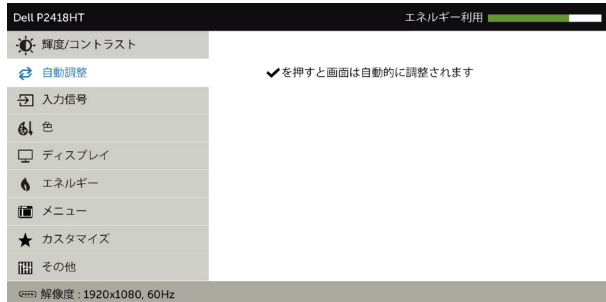 Dell P2418HT エネルギー利用
輝度/コントラスト
自動調整
✔を押すと画面は自動的に調整されます
入力信号
色
ディスプレイ
エネルギー
メニュー
カスタマイズ
その他
解像度 : 1920x1080, 60Hz